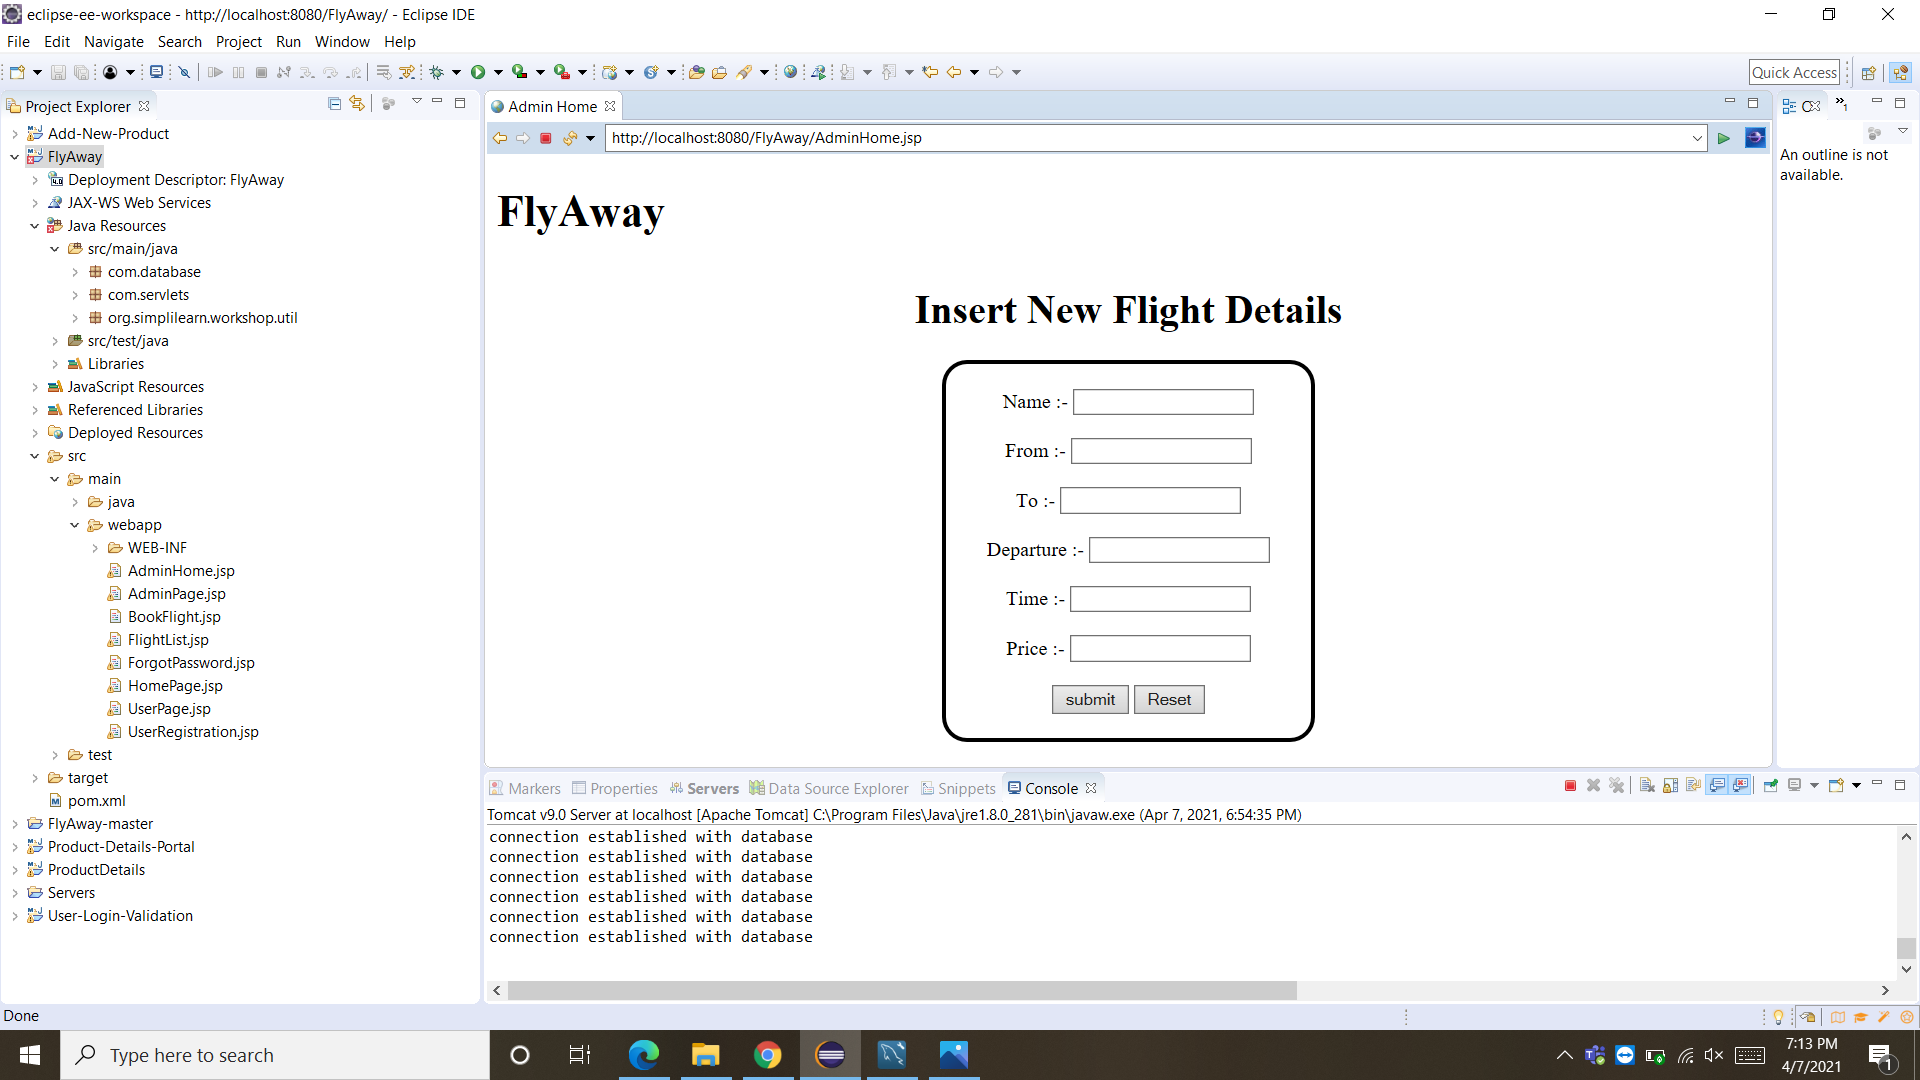 eclipse-ee-workspace - http://localhost:8080/FlyAway/ - Eclipse IDE
File Edit Navigate Search Project Run Window Help
Quick Access
Project Explorer
Add-New-Product
FlyAway
Deployment Descriptor: FlyAway
JAX-WS Web Services
Java Resources
src/main/java
com.database
com.servlets
org.simplilearn.workshop.util
src/test/java
Libraries
JavaScript Resources
Referenced Libraries
Deployed Resources
src
main
java
webapp
WEB-INF
AdminHome.jsp
AdminPage.jsp
BookFlight.jsp
FlightList.jsp
ForgotPassword.jsp
HomePage.jsp
UserPage.jsp
UserRegistration.jsp
test
target
pom.xml
FlyAway-master
Product-Details-Portal
ProductDetails
Servers
User-Login-Validation
Admin Home
http://localhost:8080/FlyAway/AdminHome.jsp
FlyAway
Insert New Flight Details
Name :-
From :-
To :-
Departure :-
Time :-
Price :-
submit Reset
An outline is not
available.
Markers Properties Servers Data Source Explorer Snippets Console
Tomcat v9.0 Server at localhost [Apache Tomcat] C:\Program Files\Java\jre1.8.0_281\bin\javaw.exe (Apr 7, 2021, 6:54:35 PM)
connection established with database
connection established with database
connection established with database
connection established with database
connection established with database
connection established with database
Done
Type here to search
7:13 PM
4/7/2021
1